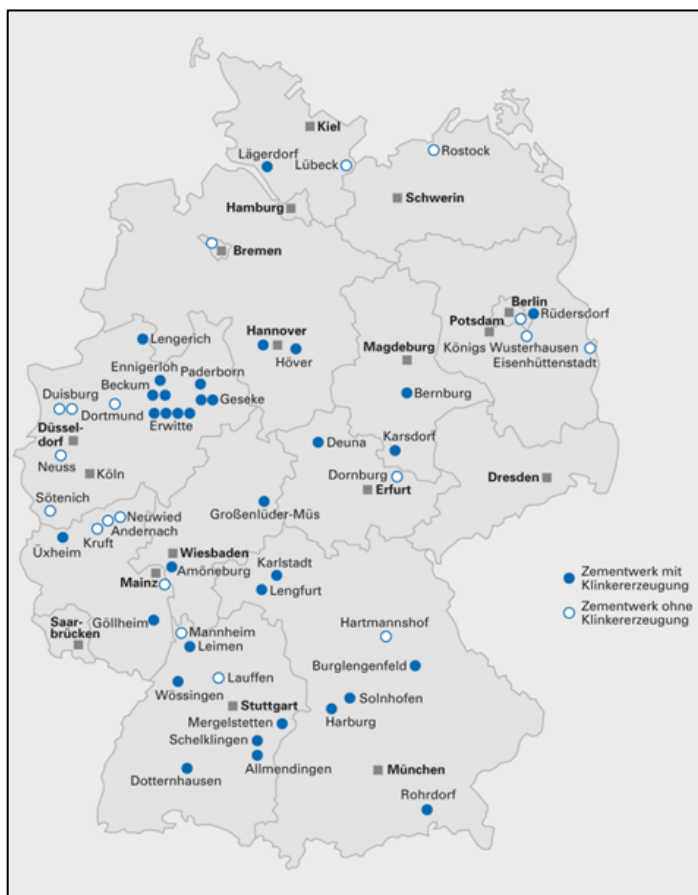 Kiel
Rostock
Lägerdorf
Lübeck
Schwerin
Hamburg
Bremen
Berlin
Rüdersdorf
Potsdam
Lengerich
Hannover
Höver
Magdeburg
Königs Wusterhausen
Eisenhüttenstadt
Ennigerloh
Paderborn
Beckum
Duisburg
Geseke
Bernburg
Dortmund
Erwitte
Düssel-
dorf
Deuna
Karsdorf
Neuss
Köln
Dornburg
Dresden
Erfurt
Sötenich
Großenlüder-Müs
Neuwied
Andernach
Kruft
Üxheim
Wiesbaden
Karlstadt
Amöneburg
Mainz
Lengfurt
Zementwerk mit
Klinkererzeugung
Zementwerk ohne
Klinkererzeugung
Saar-
brücken
Göllheim
Mannheim
Leimen
Hartmannshof
Burglengenfeld
Lauffen
Wössingen
Solnhofen
Stuttgart
Harburg
Mergelstetten
Schelklingen
Allmendingen
München
Dotternhausen
Rohrdorf